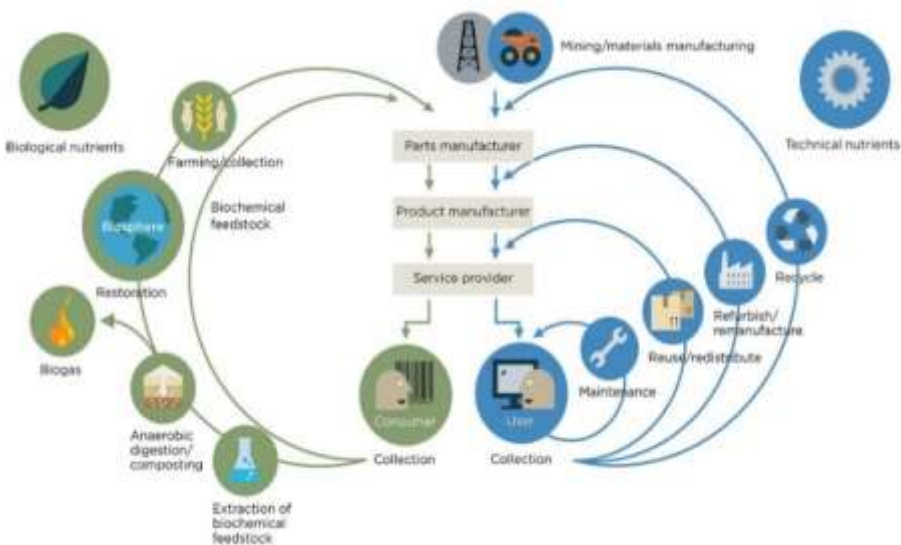 Mining/materials manufacturing
Biological nutrients
Technical nutrients
Farming/collection
Parts manufacturer
Biochemical
feedstock
Product manufacturer
Biosphere
Restoration
Service provider
Recycle
Refurbish/
remanufacture
Reuse/redistribute
Biogas
Maintenance
Consumer
User
Anaerobic
digestion/
composting
Collection
Collection
Extraction of
biochemical
feedstock